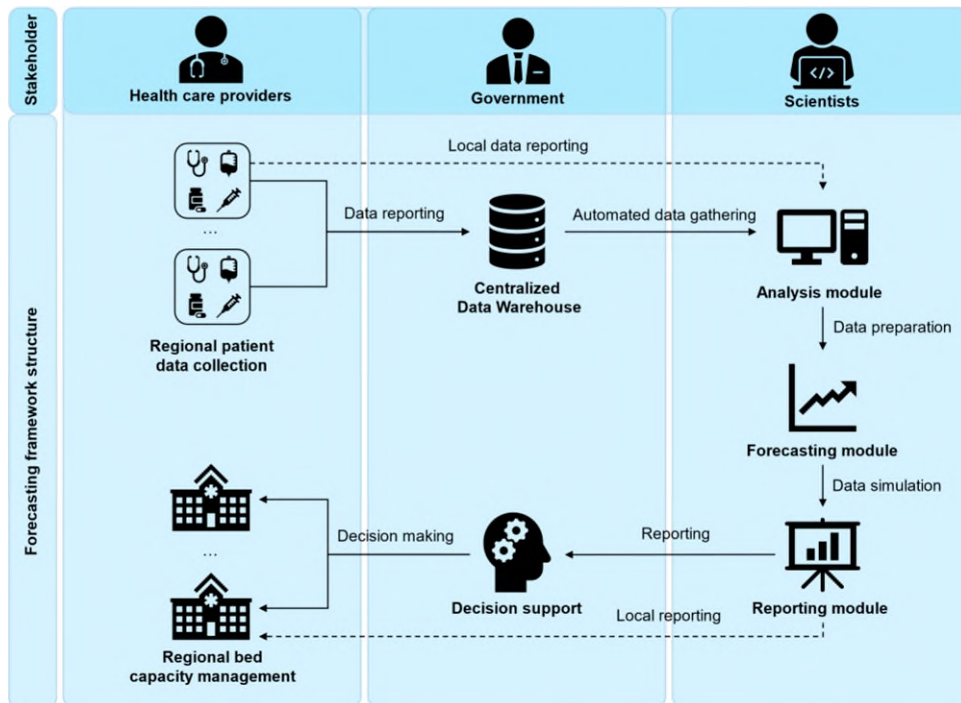 Stakeholder
Health care providers
Government
Scientists
Forecasting framework structure
Local data reporting
...
Data reporting
Automated data gathering
Centralized
Data Warehouse
Analysis module
Regional patient
data collection
Data preparation
Forecasting module
Data simulation
...
Decision making
Reporting
Decision support
Reporting module
Local reporting
Regional bed
capacity management